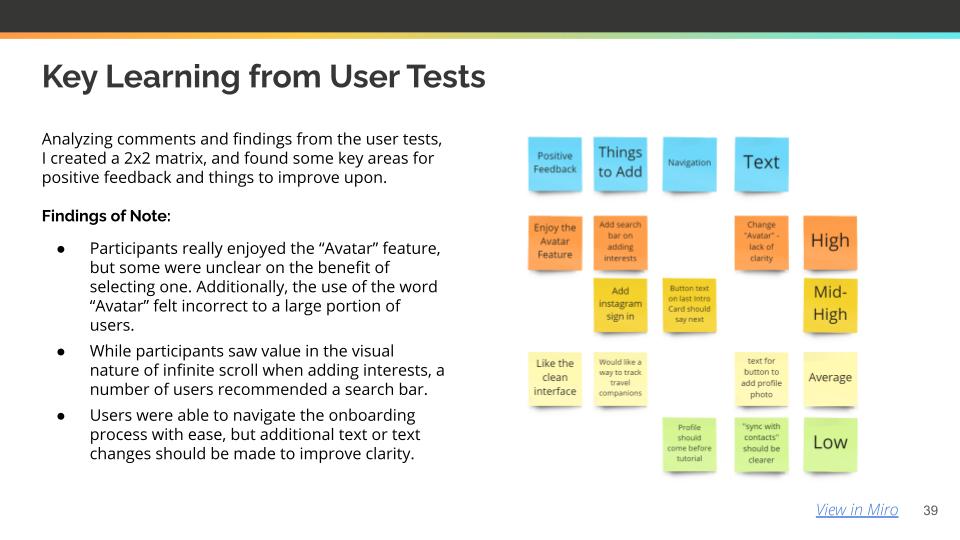 Key Learning from User Tests
Analyzing comments and findings from the user tests,
I created a 2x2 matrix, and found some key areas for
positive feedback and things to improve upon.
Findings of Note:
● Participants really enjoyed the “Avatar” feature,
but some were unclear on the benefit of
selecting one. Additionally, the use of the word
“Avatar” felt incorrect to a large portion of
users.
● While participants saw value in the visual
nature of infinite scroll when adding interests, a
number of users recommended a search bar.
● Users were able to navigate the onboarding
process with ease, but additional text or text
changes should be made to improve clarity.
Positive
Feedback
Things
to Add
Navigation
Text
Enjoy the
Avatar
Feature
Add search
bar on
adding
interests
Change
"Avatar" -
lack of
clarity
High
Add
instagram
sign in
Button text
on last Intro
Card should
say next
Mid-
High
Like the
clean
interface
Would like a
way to track
travel
companions
text for
button to
add profile
photo
Average
Profile
should
come before
tutorial
"sync with
contacts"
should be
clearer
Low
View in Miro
39